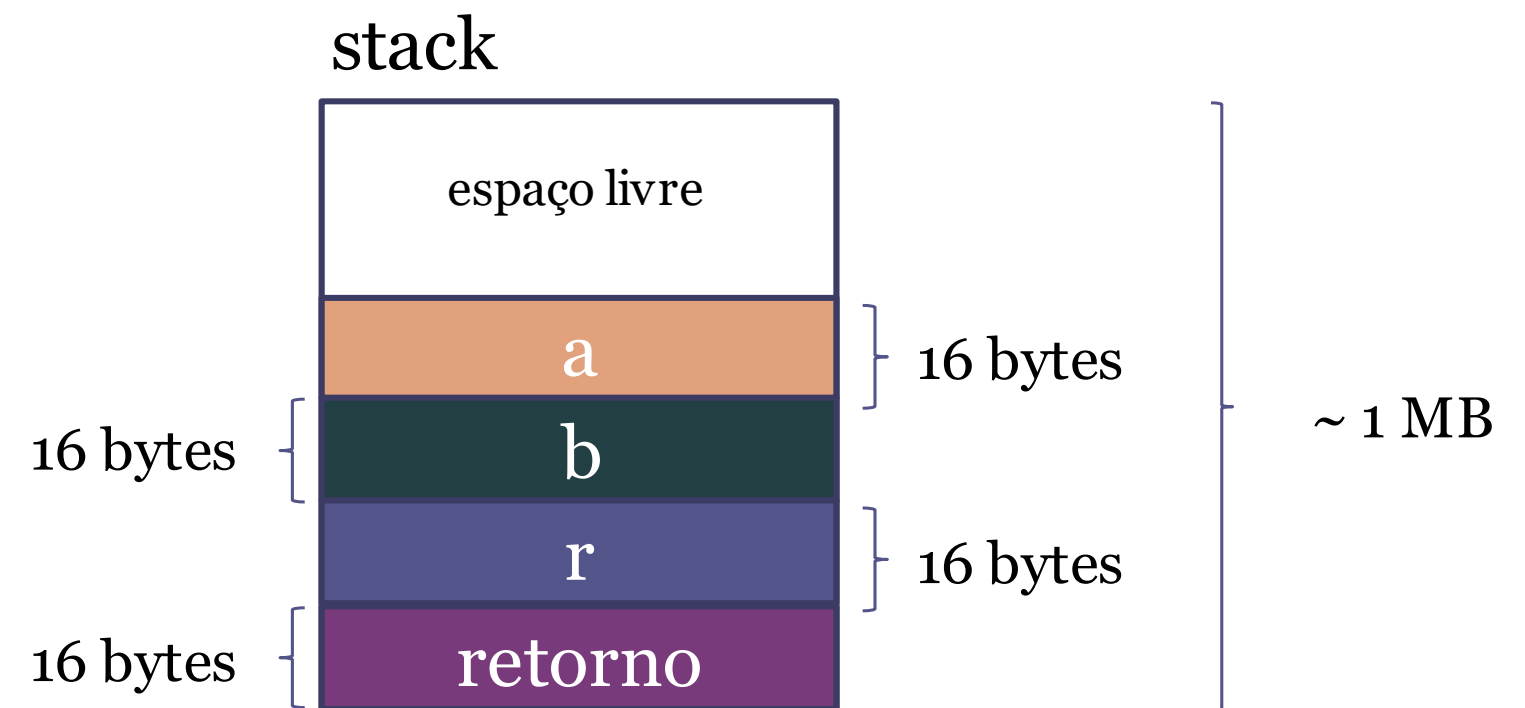 stack
espaço livre
a
16 bytes
~ 1 MB
16 bytes
b
r
16 bytes
16 bytes
retorno